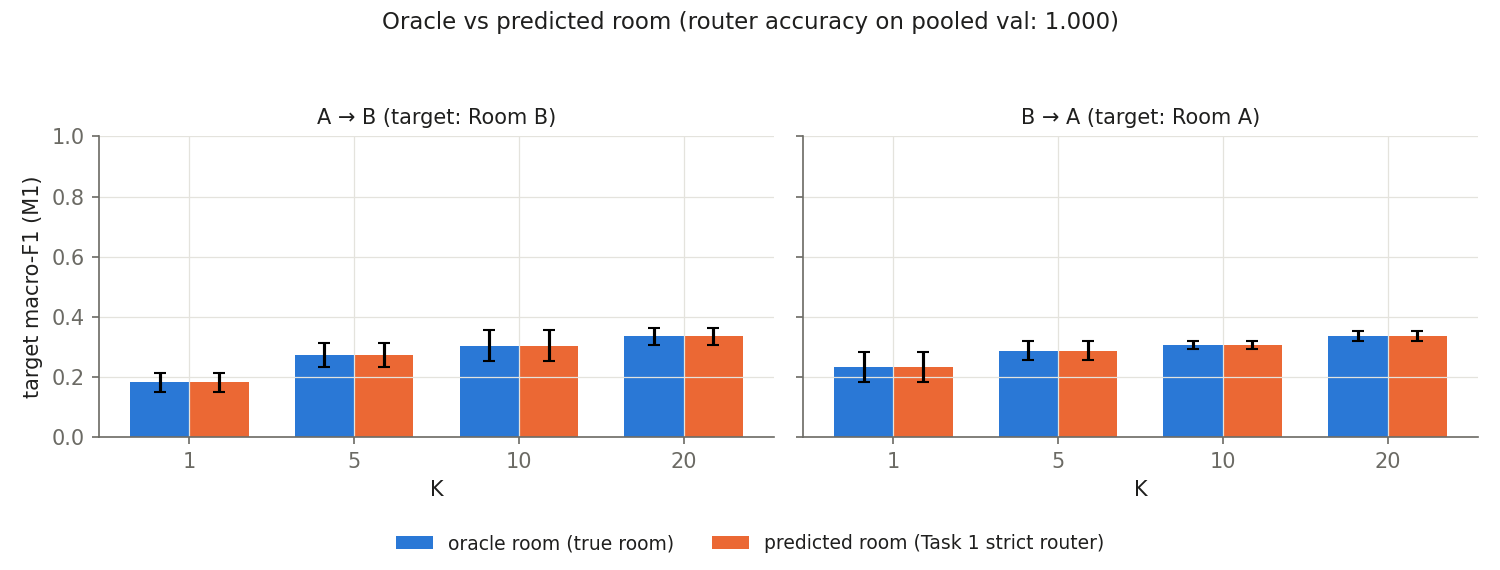 Oracle vs predicted room (router accuracy on pooled val: 1.000)
A → B (target: Room B)
B → A (target: Room A)
target macro-F1 (M1)
1.0
0.8
0.6
0.4
0.2
0.0
1 5 10 20
1 5 10 20
K
K
oracle room (true room)
predicted room (Task 1 strict router)